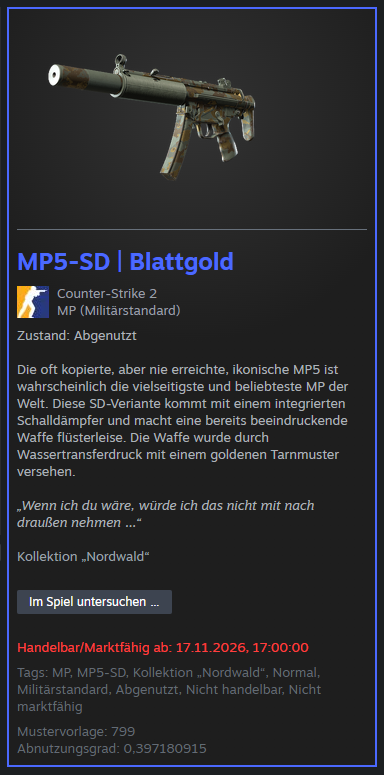 MP5-SD | Blattgold
Counter-Strike 2
MP (Militärstandard)
Zustand: Abgenutzt
Die oft kopierte, aber nie erreichte, ikonische MP5 ist
wahrscheinlich die vielseitigste und beliebteste MP der
Welt. Diese SD-Veriante kommt mit einem integrierten
Schalldämpfer und macht eine bereits beeindruckende
Waffe flüsterleise. Die Waffe wurde durch
Wassertransferdruck mit einem goldenen Tarnmuster
versehen.
„Wenn ich du wäre, würde ich das nicht mit nach
draußen nehmen ...“
Kollektion „Nordwald“
Im Spiel untersuchen ...
Handelbar/Marktfähig ab: 17.11.2026, 17:00:00
Tags: MP, MP5-SD, Kollektion „Nordwald“, Normal,
Militärstandard, Abgenutzt, Nicht handelbar, Nicht
marktfähig
Mustervorlage: 799
Abnutzungsgrad: 0,397180915